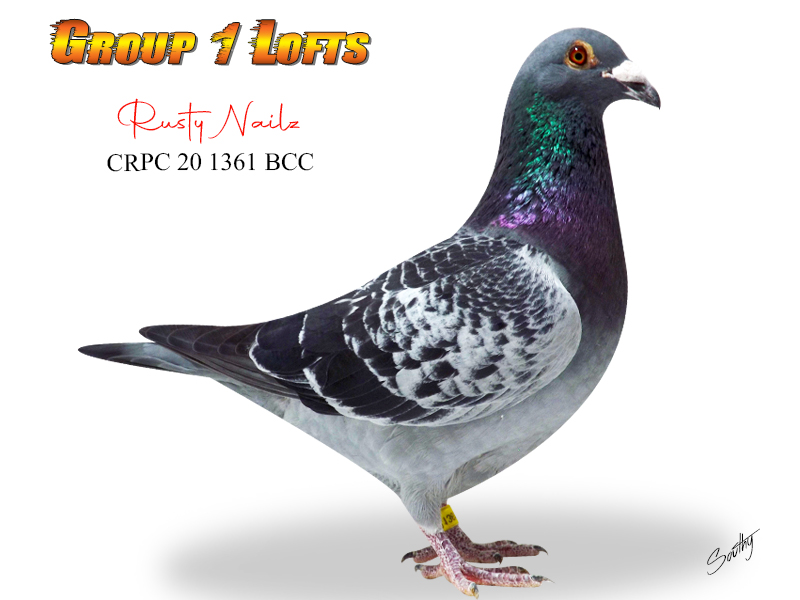 Group 1 Lofts
Rusty Nailz
CRPC 20 1361 BCC
Southy